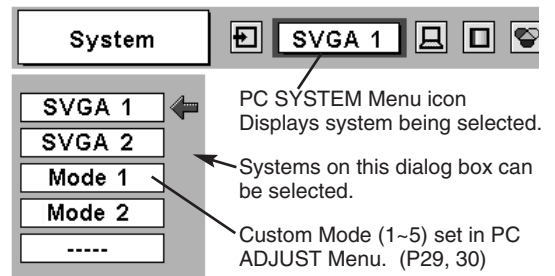 System
SVGA 1
SVGA 1
SVGA 2
Mode 1
Mode 2
-----
PC SYSTEM Menu icon
Displays system being selected.
Systems on this dialog box can
be selected.
Custom Mode (1~5) set in PC
ADJUST Menu. (P29, 30)